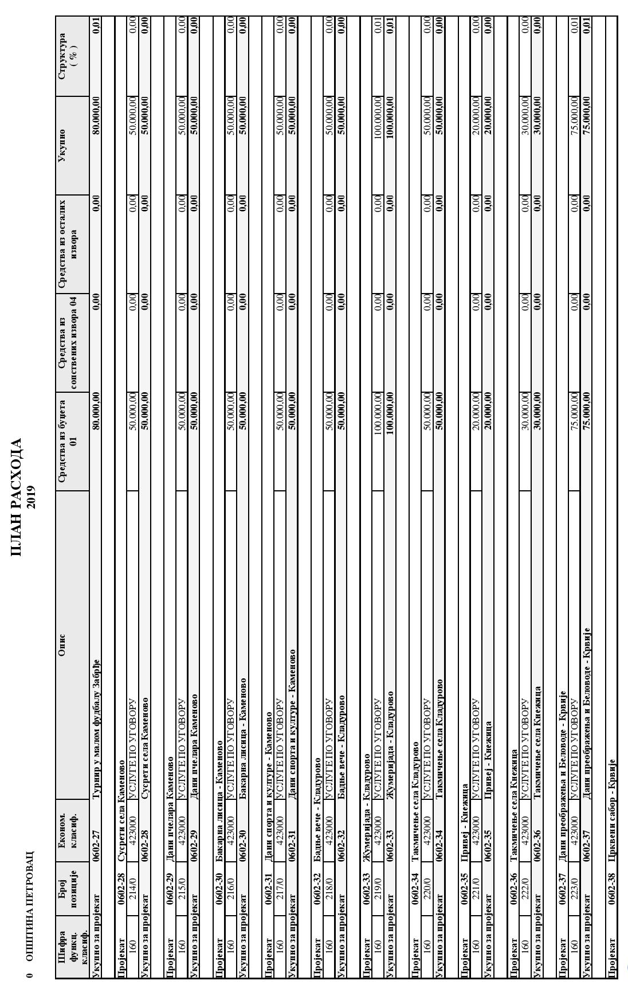 ПЛАН РАСХОДА
2019
0 ОПШТИНА ПЕТРОВАЦ
Шифра функц. класиф. Број позиције Економ. класиф. Опис Средства из буџета 01 Средства из сопствених извора 04 Средства из осталих извора Укупно Структура ( % )
Укупно за пројекат 0602-27 Турнир у малом фудбалу Забрђе 80.000,00 0,00 0,00 80.000,00 0,01
Пројекат 0602-28 Сусрети села Каменово
160 214/0 423000 УСЛУГЕ ПО УГОВОРУ 50.000,00 0,00 0,00 50.000,00 0,00
Укупно за пројекат 0602-28 Сусрети села Каменово 50.000,00 0,00 0,00 50.000,00 0,00
Пројекат 0602-29 Дани пчелара Каменово
160 215/0 423000 УСЛУГЕ ПО УГОВОРУ 50.000,00 0,00 0,00 50.000,00 0,00
Укупно за пројекат 0602-29 Дани пчелара Каменово 50.000,00 0,00 0,00 50.000,00 0,00
Пројекат 0602-30 Бакарна лисица - Каменово
160 216/0 423000 УСЛУГЕ ПО УГОВОРУ 50.000,00 0,00 0,00 50.000,00 0,00
Укупно за пројекат 0602-30 Бакарна лисица - Каменово 50.000,00 0,00 0,00 50.000,00 0,00
Пројекат 0602-31 Дани спорта и културе - Каменово
160 217/0 423000 УСЛУГЕ ПО УГОВОРУ 50.000,00 0,00 0,00 50.000,00 0,00
Укупно за пројекат 0602-31 Дани спорта и културе - Каменово 50.000,00 0,00 0,00 50.000,00 0,00
Пројекат 0602-32 Бадње вече - Кладурово
160 218/0 423000 УСЛУГЕ ПО УГОВОРУ 50.000,00 0,00 0,00 50.000,00 0,00
Укупно за пројекат 0602-32 Бадње вече - Кладурово 50.000,00 0,00 0,00 50.000,00 0,00
Пројекат 0602-33 Жумеријада - Кладурово
160 219/0 423000 УСЛУГЕ ПО УГОВОРУ 100.000,00 0,00 0,00 100.000,00 0,01
Укупно за пројекат 0602-33 Жумеријада - Кладурово 100.000,00 0,00 0,00 100.000,00 0,01
Пројекат 0602-34 Такмичење села Кладурово
160 220/0 423000 УСЛУГЕ ПО УГОВОРУ 50.000,00 0,00 0,00 50.000,00 0,00
Укупно за пројекат 0602-34 Такмичење села Кладурово 50.000,00 0,00 0,00 50.000,00 0,00
Пројекат 0602-35 Привеј - Кнежица
160 221/0 423000 УСЛУГЕ ПО УГОВОРУ 20.000,00 0,00 0,00 20.000,00 0,00
Укупно за пројекат 0602-35 Привеј - Кнежица 20.000,00 0,00 0,00 20.000,00 0,00
Пројекат 0602-36 Такмичење села Кнежица
160 222/0 423000 УСЛУГЕ ПО УГОВОРУ 30.000,00 0,00 0,00 30.000,00 0,00
Укупно за пројекат 0602-36 Такмичење села Кнежица 30.000,00 0,00 0,00 30.000,00 0,00
Пројекат 0602-37 Дани преображења и Беловоде - Крвије
160 223/0 423000 УСЛУГЕ ПО УГОВОРУ 75.000,00 0,00 0,00 75.000,00 0,01
Укупно за пројекат 0602-37 Дани преображења и Беловоде - Крвије 75.000,00 0,00 0,00 75.000,00 0,01
Пројекат 0602-38 Црквени сабор - Крвије